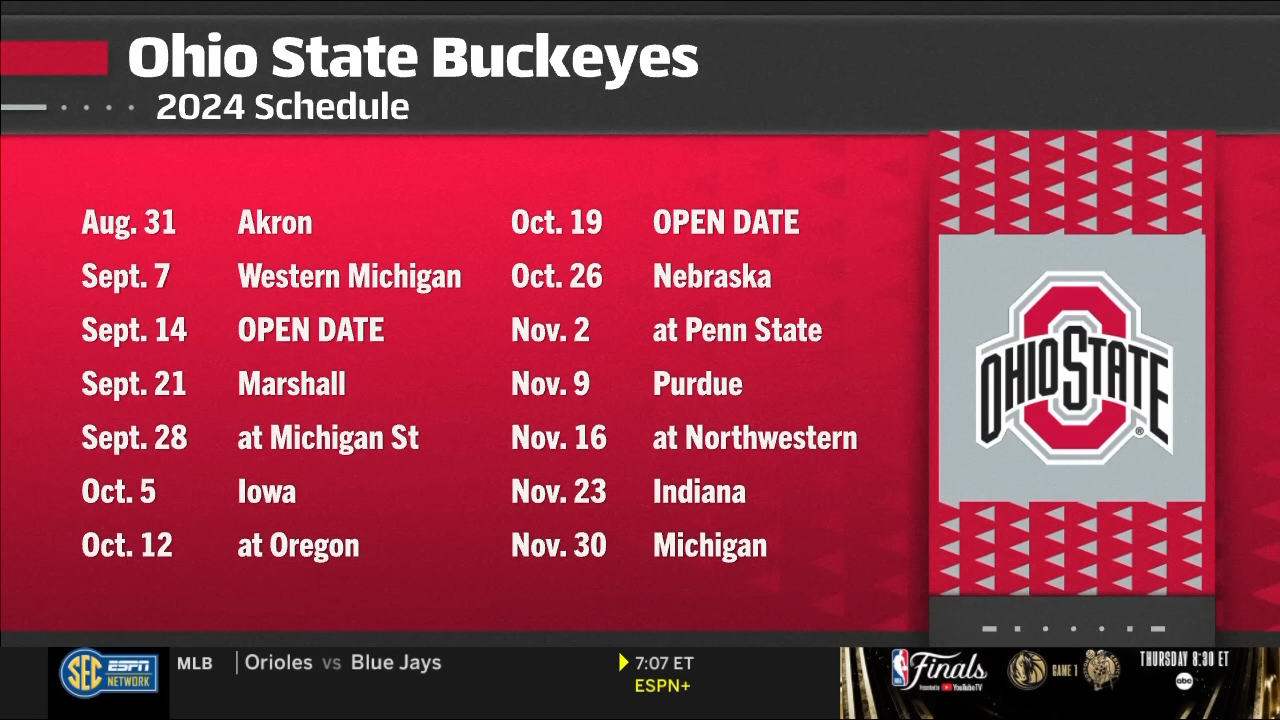 Ohio State Buckeyes
2024 Schedule
Aug. 31 Akron
Sept. 7 Western Michigan
Sept. 14 OPEN DATE
Sept. 21 Marshall
Sept. 28 at Michigan St
Oct. 5 Iowa
Oct. 12 at Oregon
Oct. 19 OPEN DATE
Oct. 26 Nebraska
Nov. 2 at Penn State
Nov. 9 Purdue
Nov. 16 at Northwestern
Nov. 23 Indiana
Nov. 30 Michigan
OHIO STATE ®
SEC ESPN NETWORK
MLB | Orioles vs Blue Jays
7:07 ET
ESPN+
NBA Finals
Presented by YouTubeTV
GAME 1
THURSDAY 8:30 ET
abc